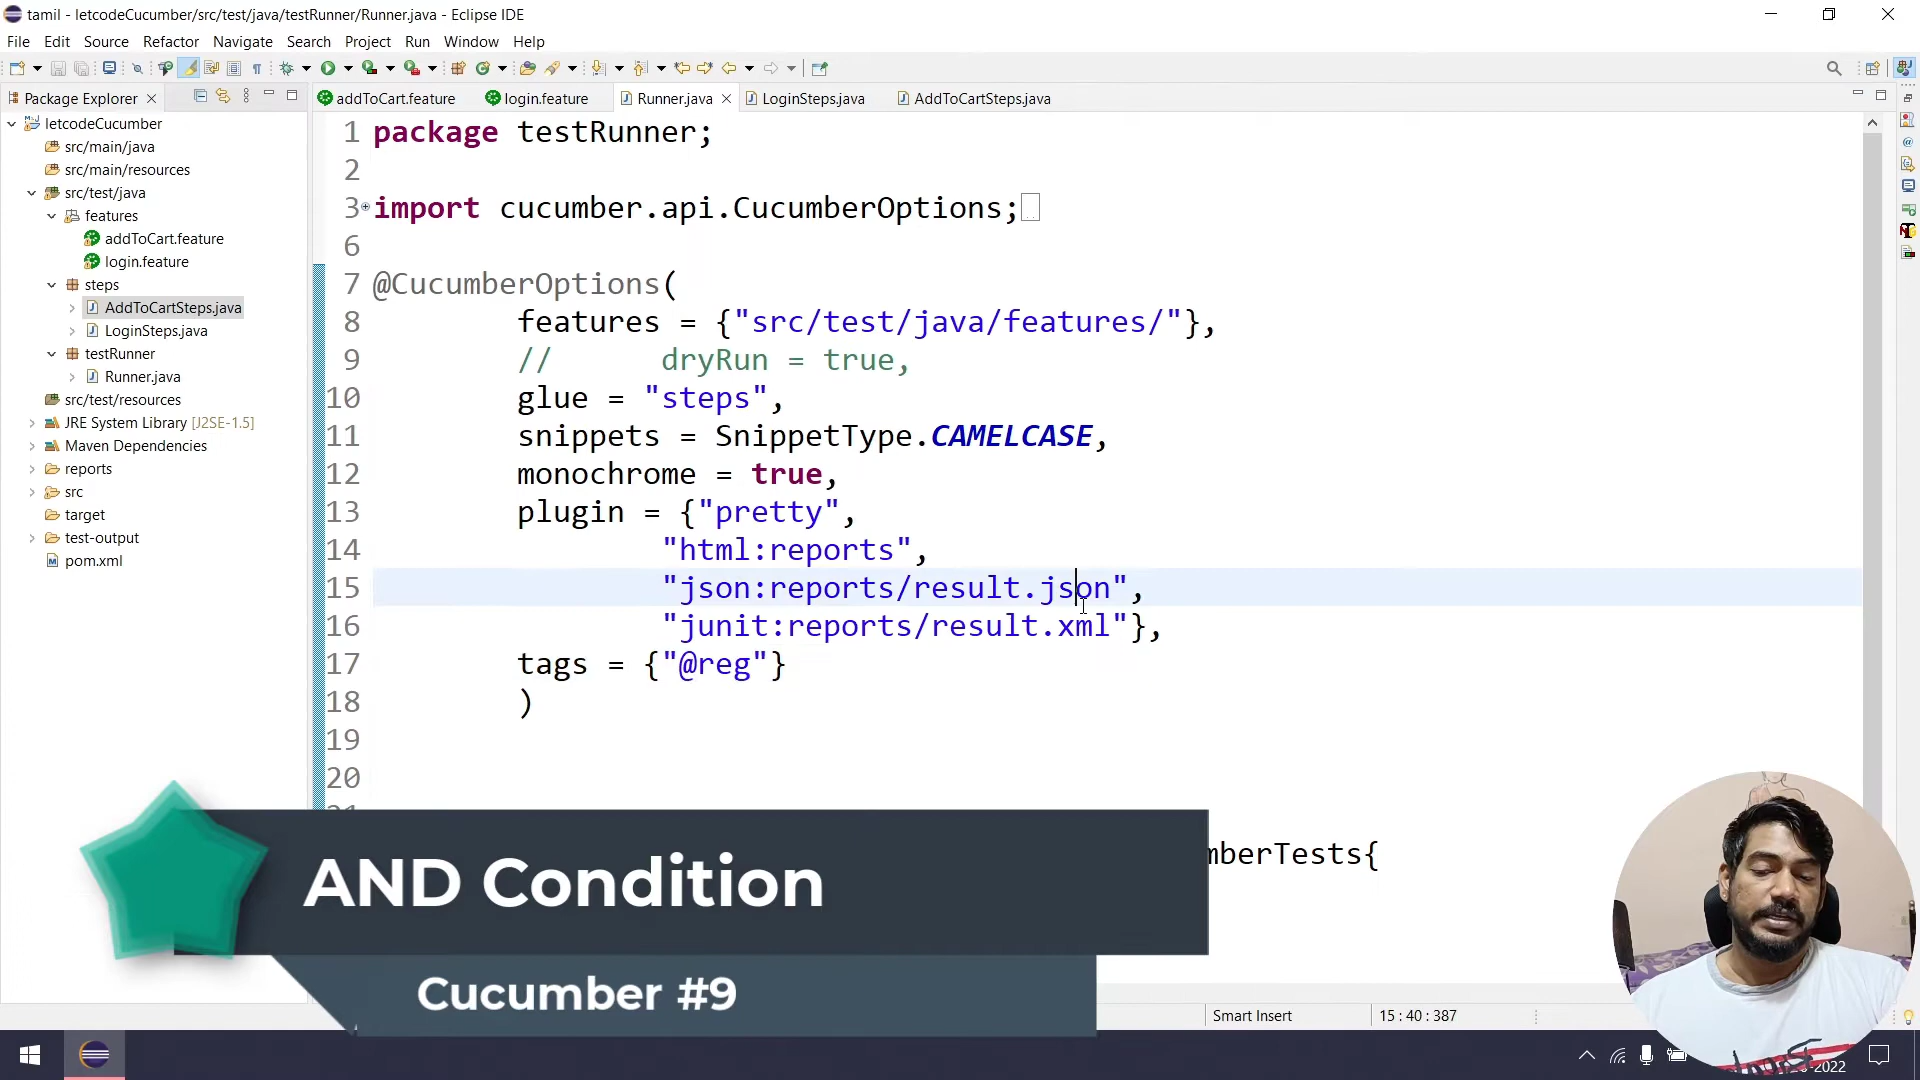 tamil - letcodeCucumber/src/test/java/testRunner/Runner.java - Eclipse IDE
File Edit Source Refactor Navigate Search Project Run Window Help
Package Explorer
addToCart.feature login.feature Runner.java LoginSteps.java AddToCartSteps.java
letcodeCucumber
src/main/java
src/main/resources
src/test/java
features
addToCart.feature
login.feature
steps
AddToCartSteps.java
LoginSteps.java
testRunner
Runner.java
src/test/resources
JRE System Library [J2SE-1.5]
Maven Dependencies
reports
src
target
test-output
pom.xml
1 package testRunner;
2
3 import cucumber.api.CucumberOptions;
6
7 @CucumberOptions(
8 features = {"src/test/java/features/"},
9 // dryRun = true,
10 glue = "steps",
11 snippets = SnippetType.CAMELCASE,
12 monochrome = true,
13 plugin = {"pretty",
14 "html:reports",
15 "json:reports/result.json",
16 "junit:reports/result.xml"},
17 tags = {"@reg"}
18 )
19
20
mberTests{
AND Condition
Cucumber #9
Smart Insert 15 : 40 : 387
-2022